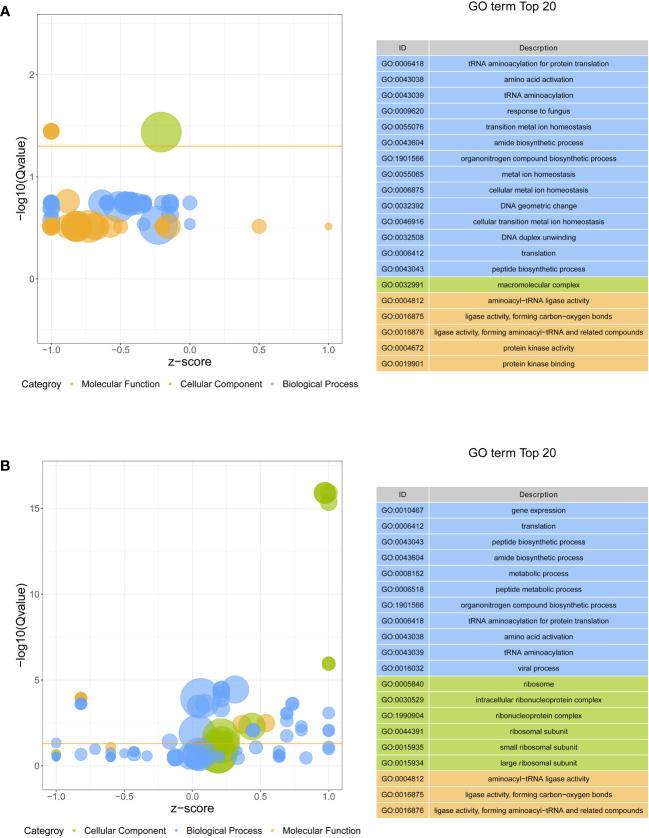 A
GO term Top 20
2
1
0
−log10(Qvalue)
−1.0 −0.5 0.0 0.5 1.0
z−score
Categroy Molecular Function Cellular Component Biological Process
ID Descrption
GO:0006418 tRNA aminoacylation for protein translation
GO:0043038 amino acid activation
GO:0043039 tRNA aminoacylation
GO:0009620 response to fungus
GO:0055076 transition metal ion homeostasis
GO:0043604 amide biosynthetic process
GO:1901566 organonitrogen compound biosynthetic process
GO:0055065 metal ion homeostasis
GO:0006875 cellular metal ion homeostasis
GO:0032392 DNA geometric change
GO:0046916 cellular transition metal ion homeostasis
GO:0032508 DNA duplex unwinding
GO:0006412 translation
GO:0043043 peptide biosynthetic process
GO:0032991 macromolecular complex
GO:0004812 aminoacyl−tRNA ligase activity
GO:0016875 ligase activity, forming carbon−oxygen bonds
GO:0016876 ligase activity, forming aminoacyl−tRNA and related compounds
GO:0004672 protein kinase activity
GO:0019901 protein kinase binding
B
GO term Top 20
15
10
5
0
−log10(Qvalue)
−1.0 −0.5 0.0 0.5 1.0
z−score
Categroy Cellular Component Biological Process Molecular Function
ID Descrption
GO:0010467 gene expression
GO:0006412 translation
GO:0043043 peptide biosynthetic process
GO:0043604 amide biosynthetic process
GO:0008152 metabolic process
GO:0006518 peptide metabolic process
GO:1901566 organonitrogen compound biosynthetic process
GO:0006418 tRNA aminoacylation for protein translation
GO:0043038 amino acid activation
GO:0043039 tRNA aminoacylation
GO:0016032 viral process
GO:0005840 ribosome
GO:0030529 intracellular ribonucleoprotein complex
GO:1990904 ribonucleoprotein complex
GO:0044391 ribosomal subunit
GO:0015935 small ribosomal subunit
GO:0015934 large ribosomal subunit
GO:0004812 aminoacyl−tRNA ligase activity
GO:0016875 ligase activity, forming carbon−oxygen bonds
GO:0016876 ligase activity, forming aminoacyl−tRNA and related compounds